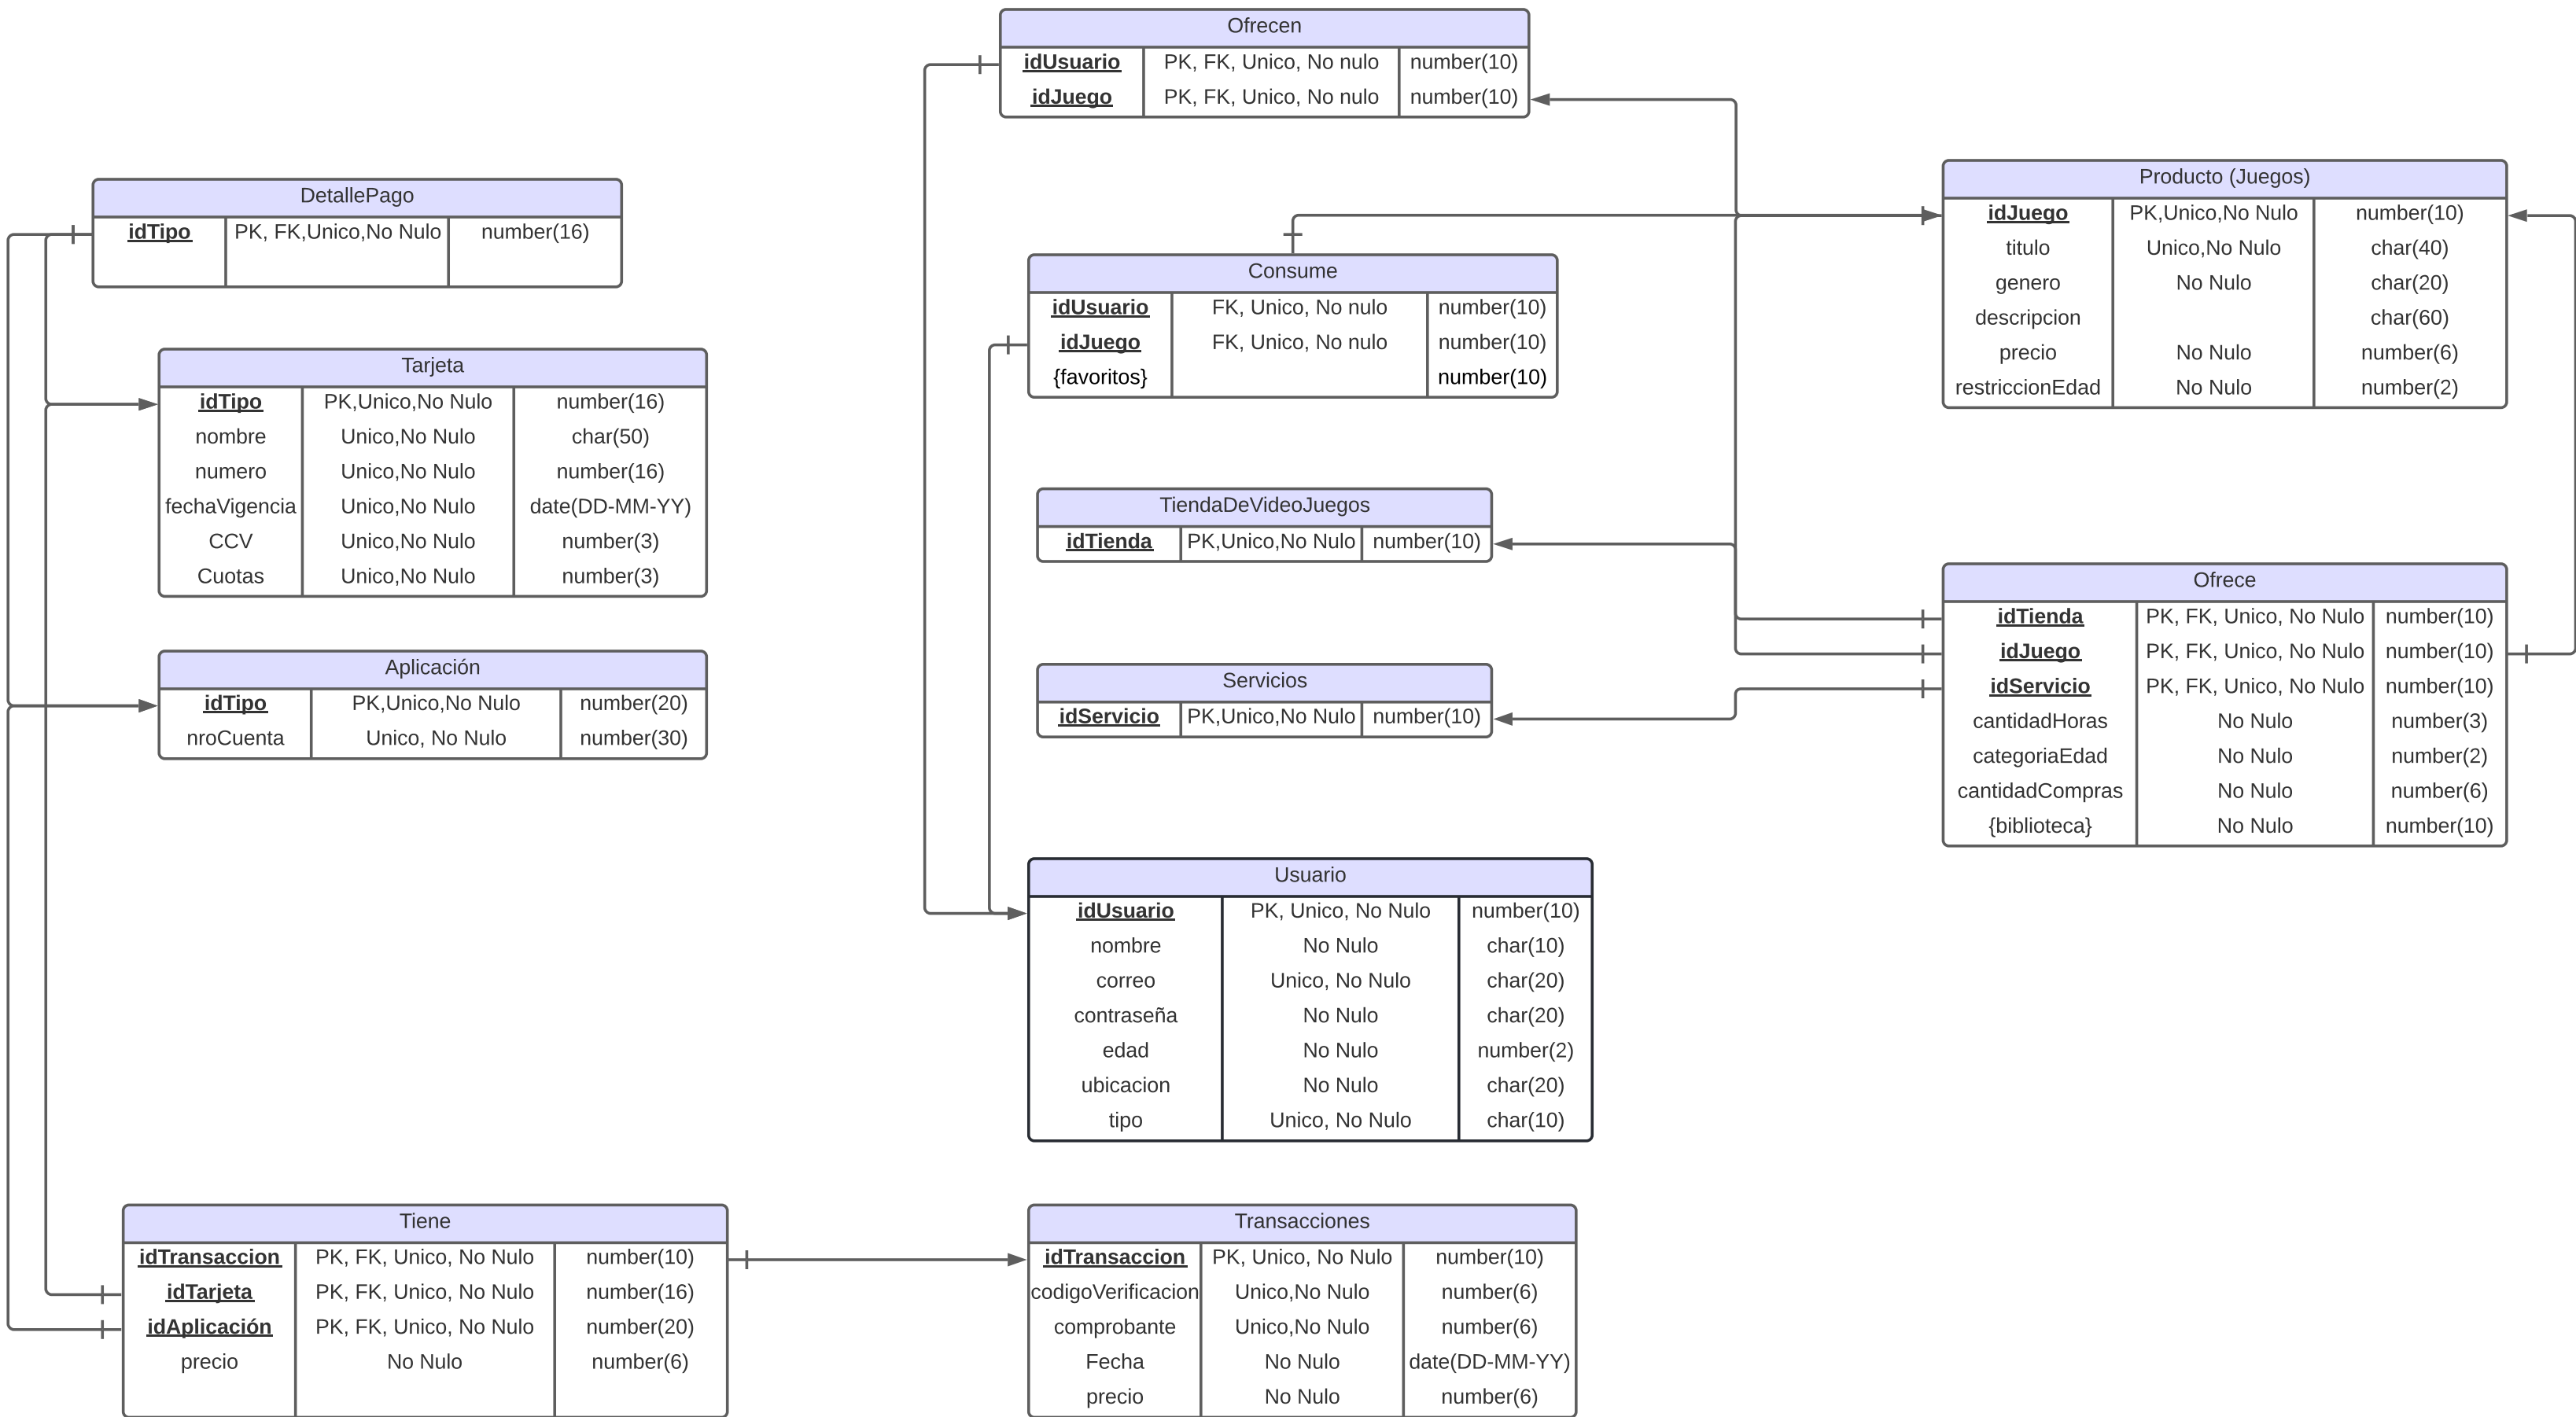 Ofrecen
idUsuario PK, FK, Unico, No nulo number(10)
idJuego PK, FK, Unico, No nulo number(10)
DetallePago
idTipo PK, FK,Unico,No Nulo number(16)
Producto (Juegos)
idJuego PK,Unico,No Nulo number(10)
titulo Unico,No Nulo char(40)
genero No Nulo char(20)
descripcion char(60)
precio No Nulo number(6)
restriccionEdad No Nulo number(2)
Consume
idUsuario FK, Unico, No nulo number(10)
idJuego FK, Unico, No nulo number(10)
{favoritos} number(10)
Tarjeta
idTipo PK,Unico,No Nulo number(16)
nombre Unico,No Nulo char(50)
numero Unico,No Nulo number(16)
fechaVigencia Unico,No Nulo date(DD-MM-YY)
CCV Unico,No Nulo number(3)
Cuotas Unico,No Nulo number(3)
TiendaDeVideoJuegos
idTienda PK,Unico,No Nulo number(10)
Ofrece
idTienda PK, FK, Unico, No Nulo number(10)
idJuego PK, FK, Unico, No Nulo number(10)
idServicio PK, FK, Unico, No Nulo number(10)
cantidadHoras No Nulo number(3)
categoriaEdad No Nulo number(2)
cantidadCompras No Nulo number(6)
{biblioteca} No Nulo number(10)
Aplicación
idTipo PK,Unico,No Nulo number(20)
nroCuenta Unico, No Nulo number(30)
Servicios
idServicio PK,Unico,No Nulo number(10)
Usuario
idUsuario PK, Unico, No Nulo number(10)
nombre No Nulo char(10)
correo Unico, No Nulo char(20)
contraseña No Nulo char(20)
edad No Nulo number(2)
ubicacion No Nulo char(20)
tipo Unico, No Nulo char(10)
Tiene
idTransaccion PK, FK, Unico, No Nulo number(10)
idTarjeta PK, FK, Unico, No Nulo number(16)
idAplicación PK, FK, Unico, No Nulo number(20)
precio No Nulo number(6)
Transacciones
idTransaccion PK, Unico, No Nulo number(10)
codigoVerificacion Unico,No Nulo number(6)
comprobante Unico,No Nulo number(6)
Fecha No Nulo date(DD-MM-YY)
precio No Nulo number(6)